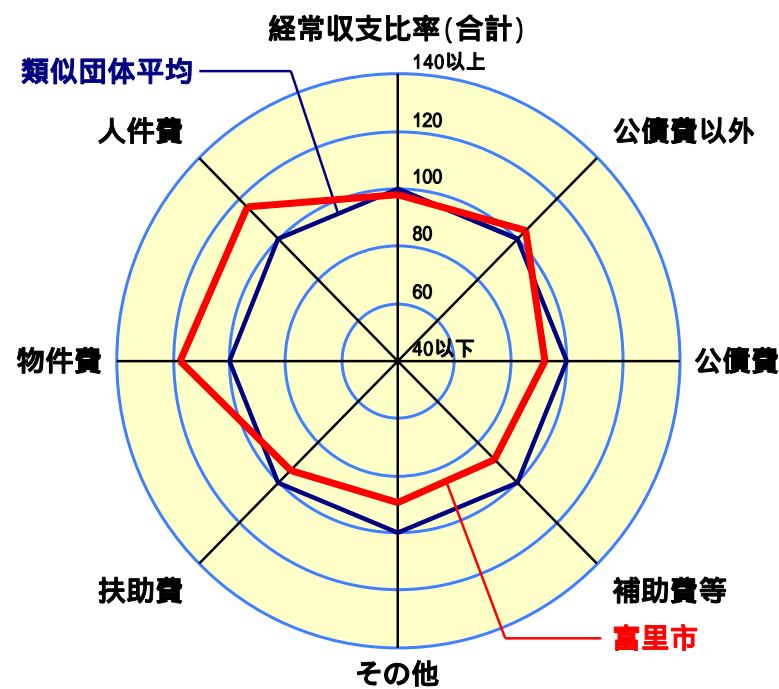 経常収支比率(合計)
140以上
類似団体平均
120
人件費
公債費以外
100
80
60
40以下
物件費
公債費
扶助費
補助費等
富里市
その他